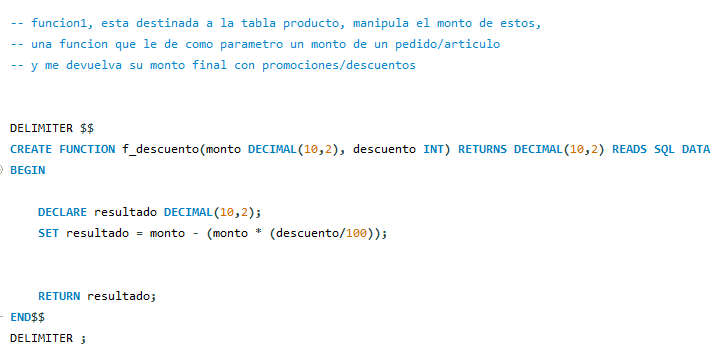 -- funcion1, esta destinada a la tabla producto, manipula el monto de estos,
-- una funcion que le de como parametro un monto de un pedido/articulo
-- y me devuelva su monto final con promociones/descuentos
DELIMITER $$
CREATE FUNCTION f_descuento(monto DECIMAL(10,2), descuento INT) RETURNS DECIMAL(10,2) READS SQL DATA
BEGIN
DECLARE resultado DECIMAL(10,2);
SET resultado = monto - (monto * (descuento/100));
RETURN resultado;
END$$
DELIMITER ;